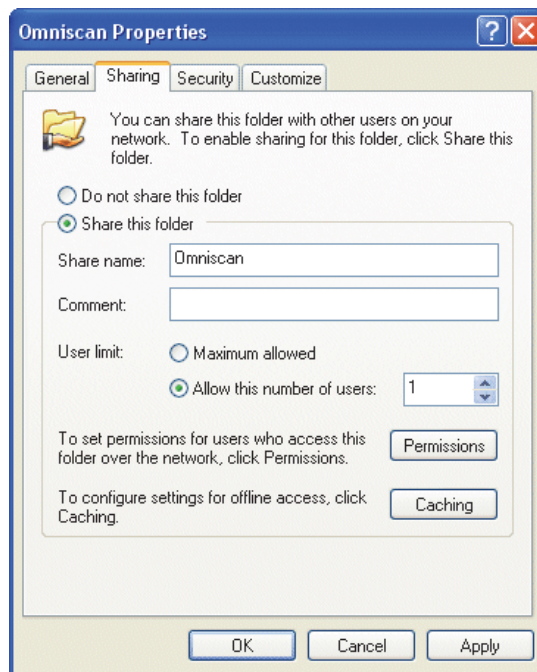 Omniscan Properties
General Sharing Security Customize
You can share this folder with other users on your
network. To enable sharing for this folder, click Share this
folder.
Do not share this folder
Share this folder
Share name: Omniscan
Comment:
User limit: Maximum allowed
Allow this number of users: 1
To set permissions for users who access this
folder over the network, click Permissions.
Permissions
To configure settings for offline access, click
Caching.
Caching
OK Cancel Apply